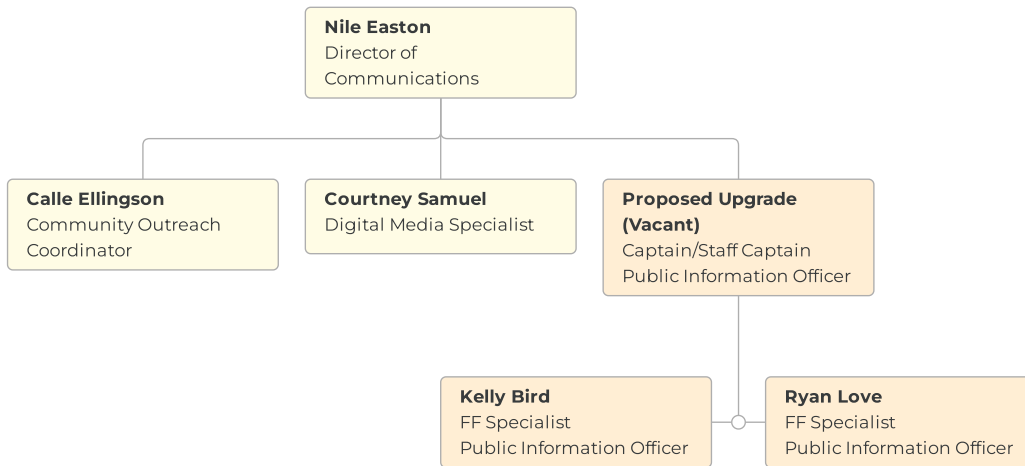 Nile Easton
Director of
Communications
Calle Ellingson
Community Outreach
Coordinator
Courtney Samuel
Digital Media Specialist
Proposed Upgrade
(Vacant)
Captain/Staff Captain
Public Information Officer
Kelly Bird
FF Specialist
Public Information Officer
Ryan Love
FF Specialist
Public Information Officer